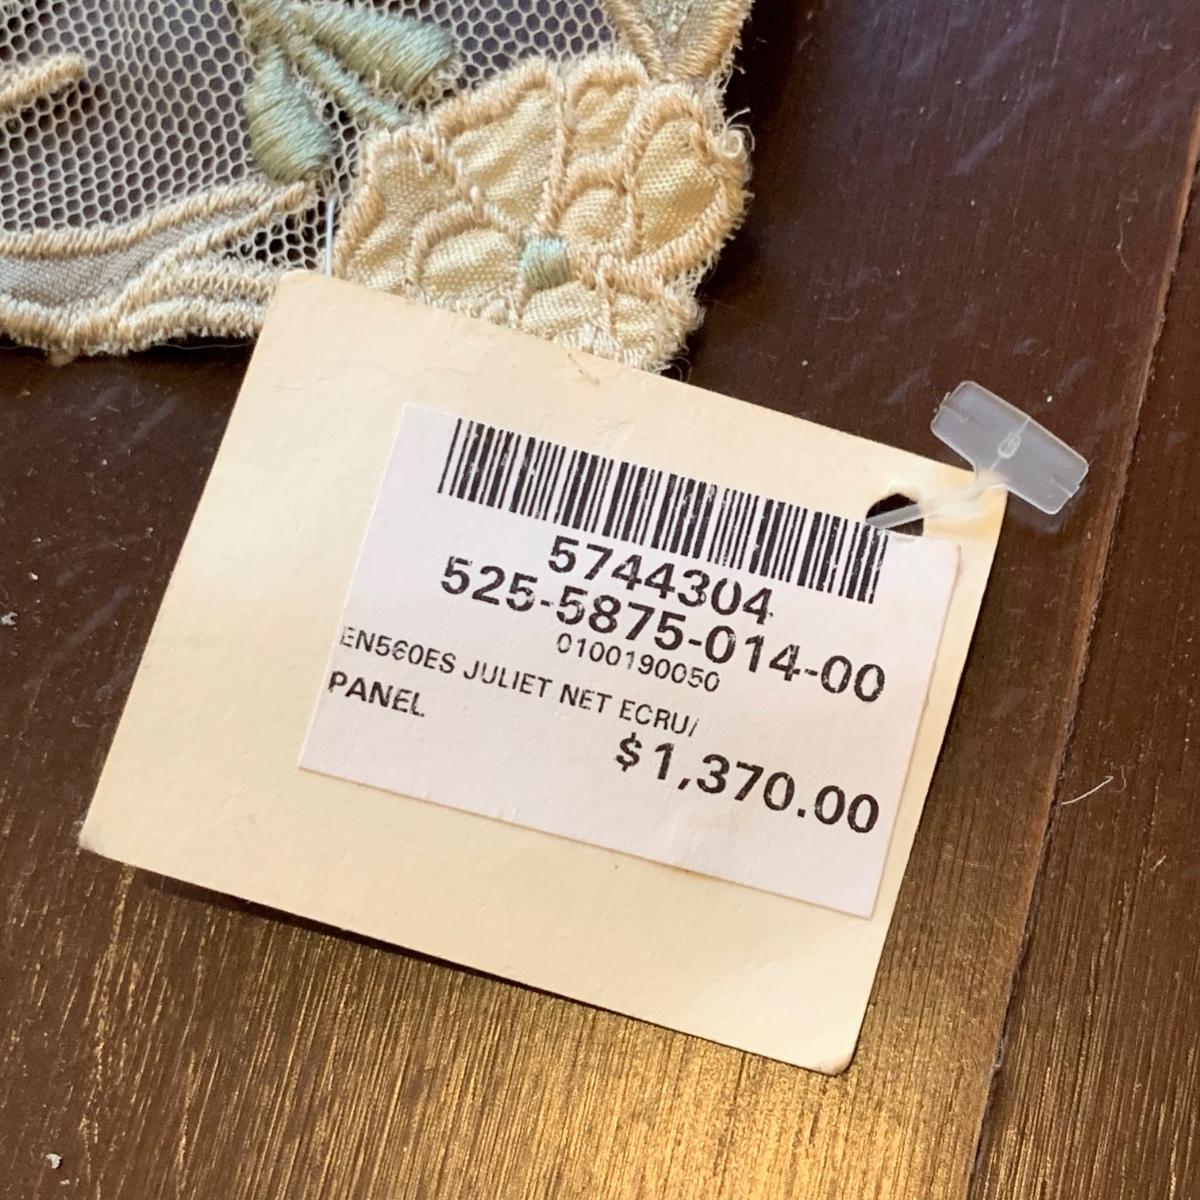 5744304
525-5875-014-00
0100190050
EN560ES JULIET NET ECRU/
PANEL
$1,370.00